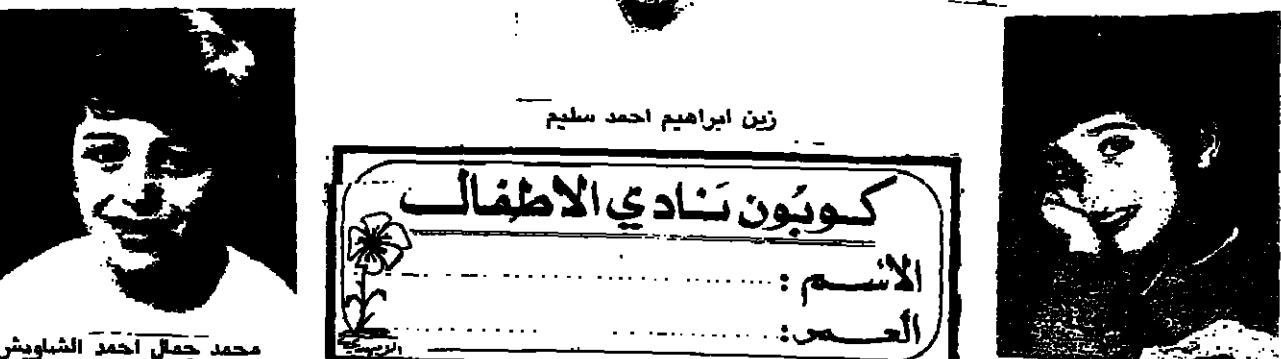 زين ابراهيم احمد سليم
كوبون نادي الاطفال
الاسم :
العمر :
محمد جمال احمد الشاويش